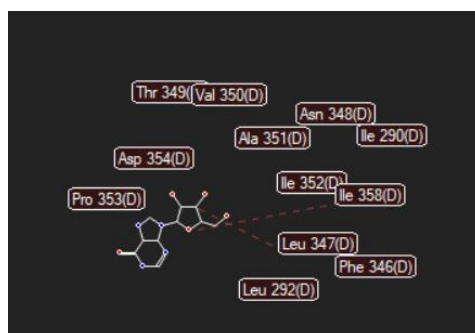 Thr 349(
Val 350(D)
Asn 348(D)
Ala 351(D)
Ile 290(D)
Asp 354(D)
Ile 352(D)
Pro 353(D)
Ile 358(D)
Leu 347(D)
Phe 346(D)
Leu 292(D)